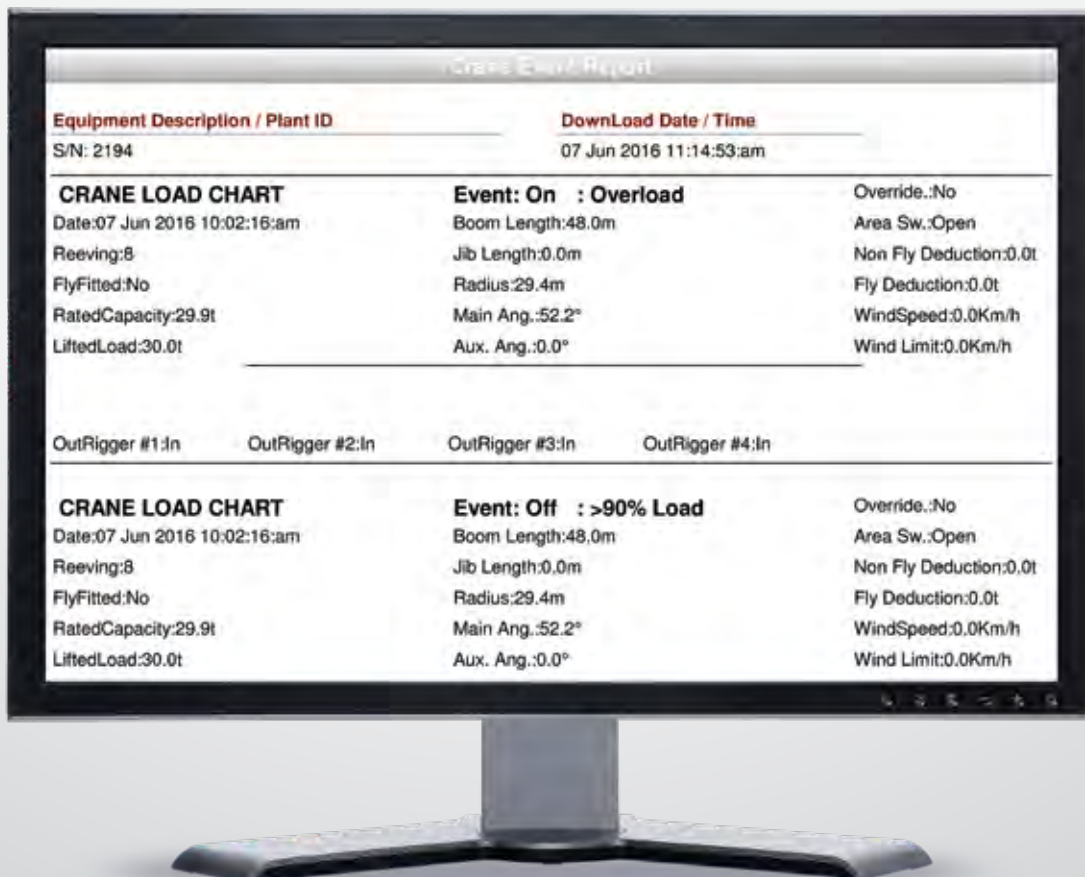 Crane Event Report
Equipment Description / Plant ID DownLoad Date / Time
S/N: 2194 07 Jun 2016 11:14:53:am
CRANE LOAD CHART Event: On : Overload Override.:No
Date:07 Jun 2016 10:02:16:am Boom Length:48.0m Area Sw.:Open
Reeving:8 Jib Length:0.0m Non Fly Deduction:0.0t
FlyFitted:No Radius:29.4m Fly Deduction:0.0t
RatedCapacity:29.9t Main Ang.:52.2° WindSpeed:0.0Km/h
LiftedLoad:30.0t Aux. Ang.:0.0° Wind Limit:0.0Km/h
OutRigger #1:In OutRigger #2:In OutRigger #3:In OutRigger #4:In
CRANE LOAD CHART Event: Off : >90% Load Override.:No
Date:07 Jun 2016 10:02:16:am Boom Length:48.0m Area Sw.:Open
Reeving:8 Jib Length:0.0m Non Fly Deduction:0.0t
FlyFitted:No Radius:29.4m Fly Deduction:0.0t
RatedCapacity:29.9t Main Ang.:52.2° WindSpeed:0.0Km/h
LiftedLoad:30.0t Aux. Ang.:0.0° Wind Limit:0.0Km/h